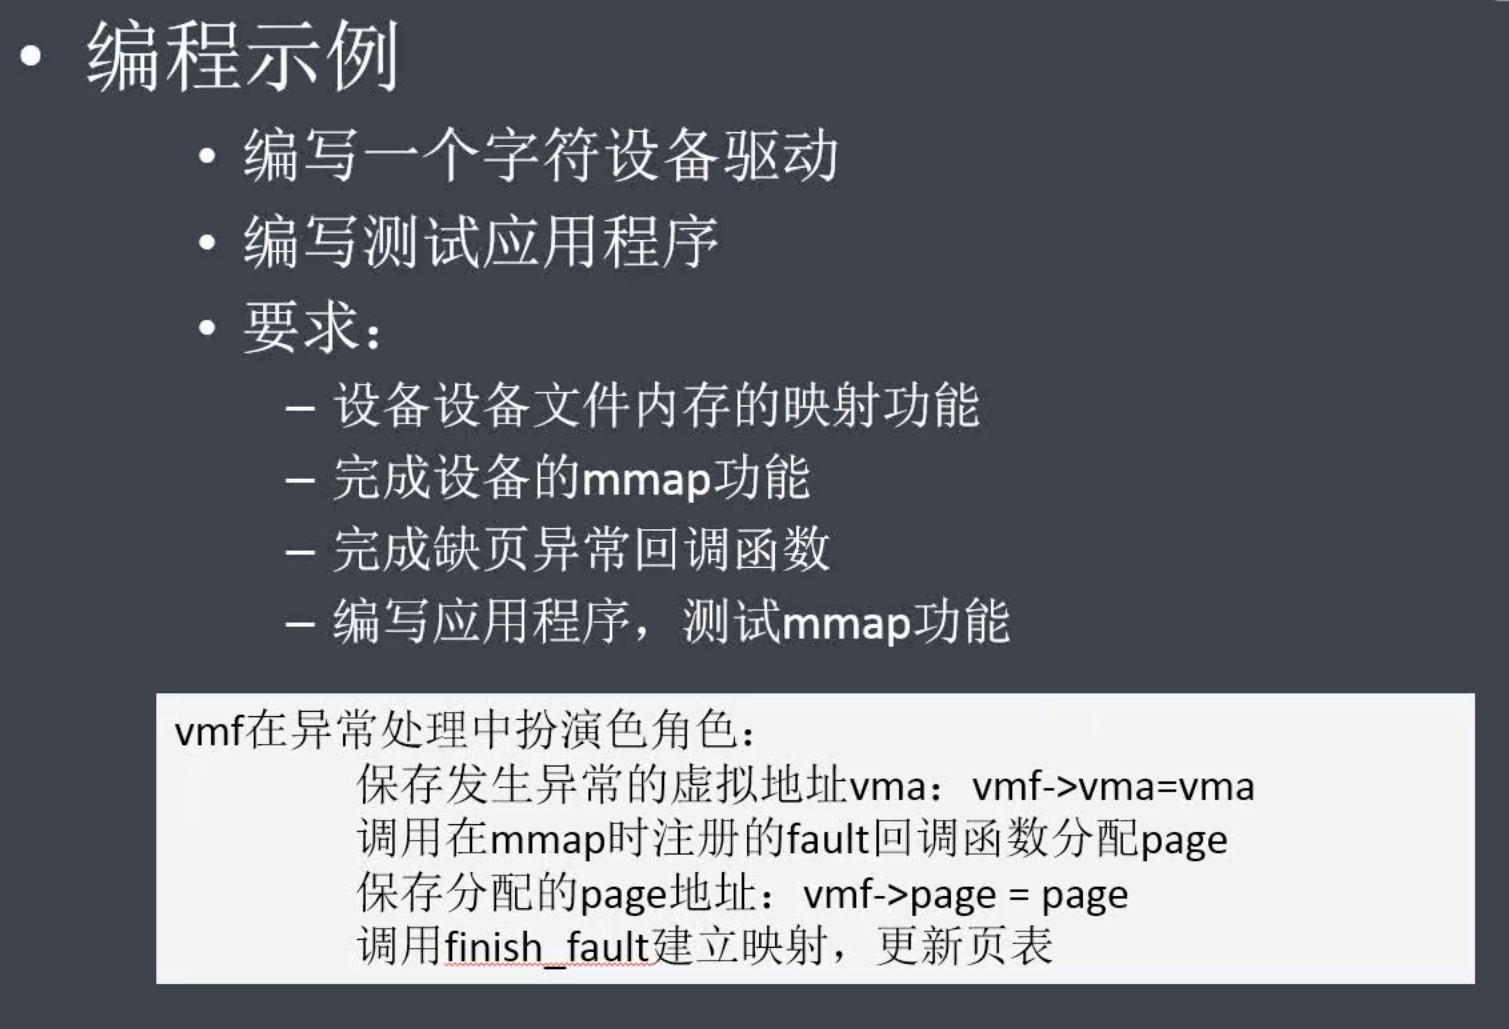 • 编程示例
• 编写一个字符设备驱动
• 编写测试应用程序
• 要求：
– 设备设备文件内存的映射功能
– 完成设备的mmap功能
– 完成缺页异常回调函数
– 编写应用程序，测试mmap功能
vmf在异常处理中扮演色角色：
保存发生异常的虚拟地址vma：vmf->vma=vma
调用在mmap时注册的fault回调函数分配page
保存分配的page地址：vmf->page = page
调用finish_fault建立映射，更新页表